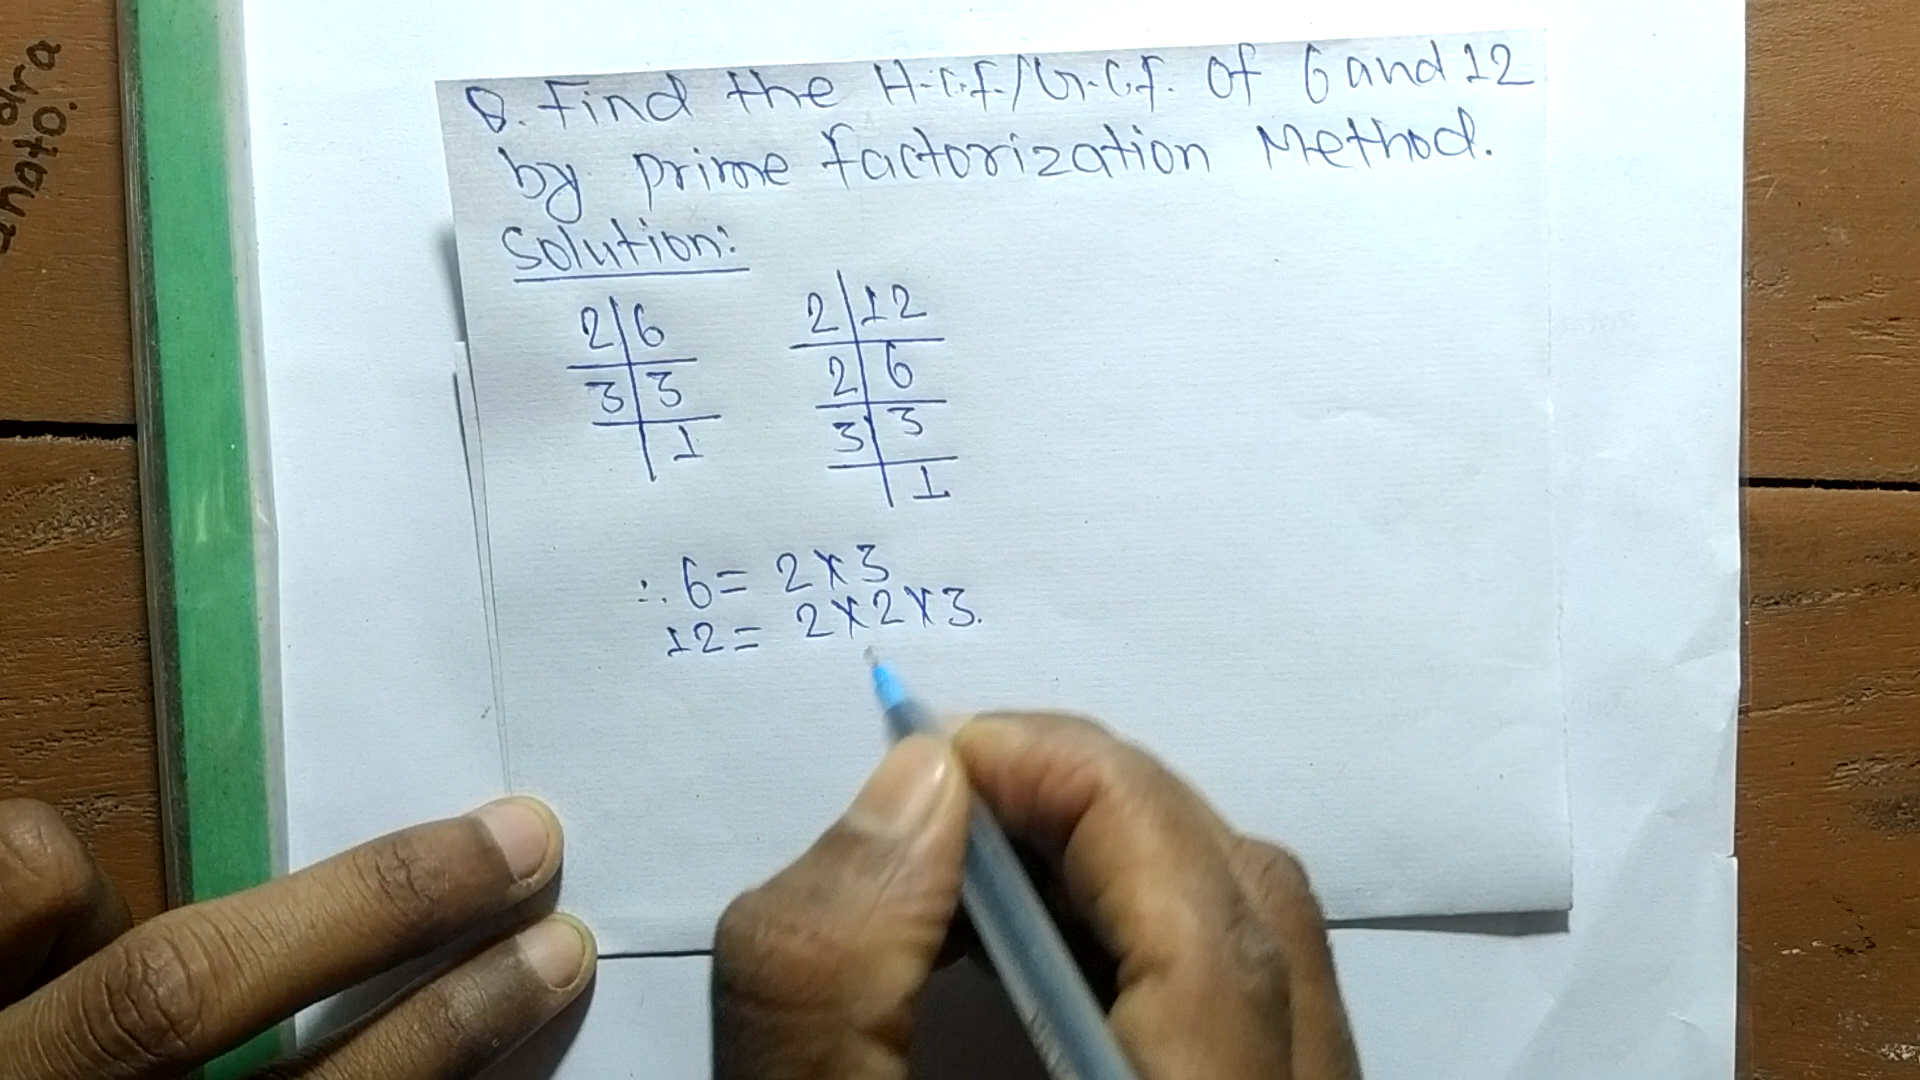 Q. Find the H.C.F./G.C.F. of 6 and 12
by prime factorization Method.
Solution:
2|6
3|3
1
2|12
2|6
3|3
1
∴ 6 = 2×3
12 = 2×2×3.